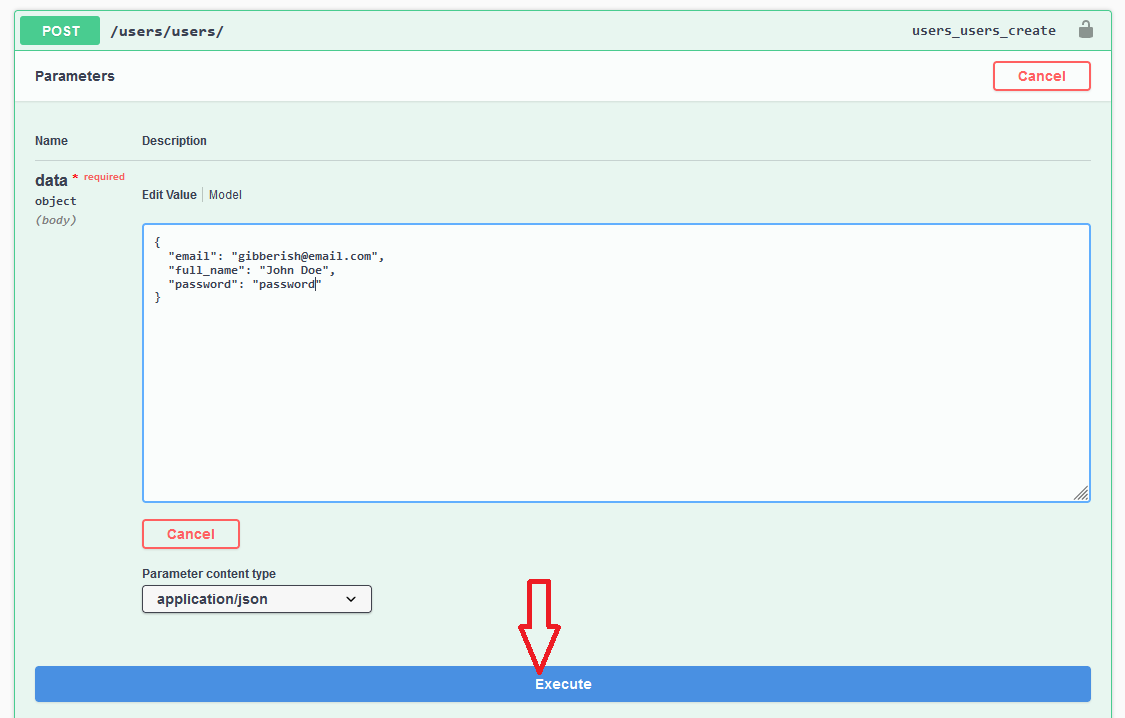 POST /users/users/ users_users_create
Parameters Cancel
Name Description
data * required
object
(body)
Edit Value Model
{
  "email": "gibberish@email.com",
  "full_name": "John Doe",
  "password": "password"
}
Cancel
Parameter content type
application/json
Execute